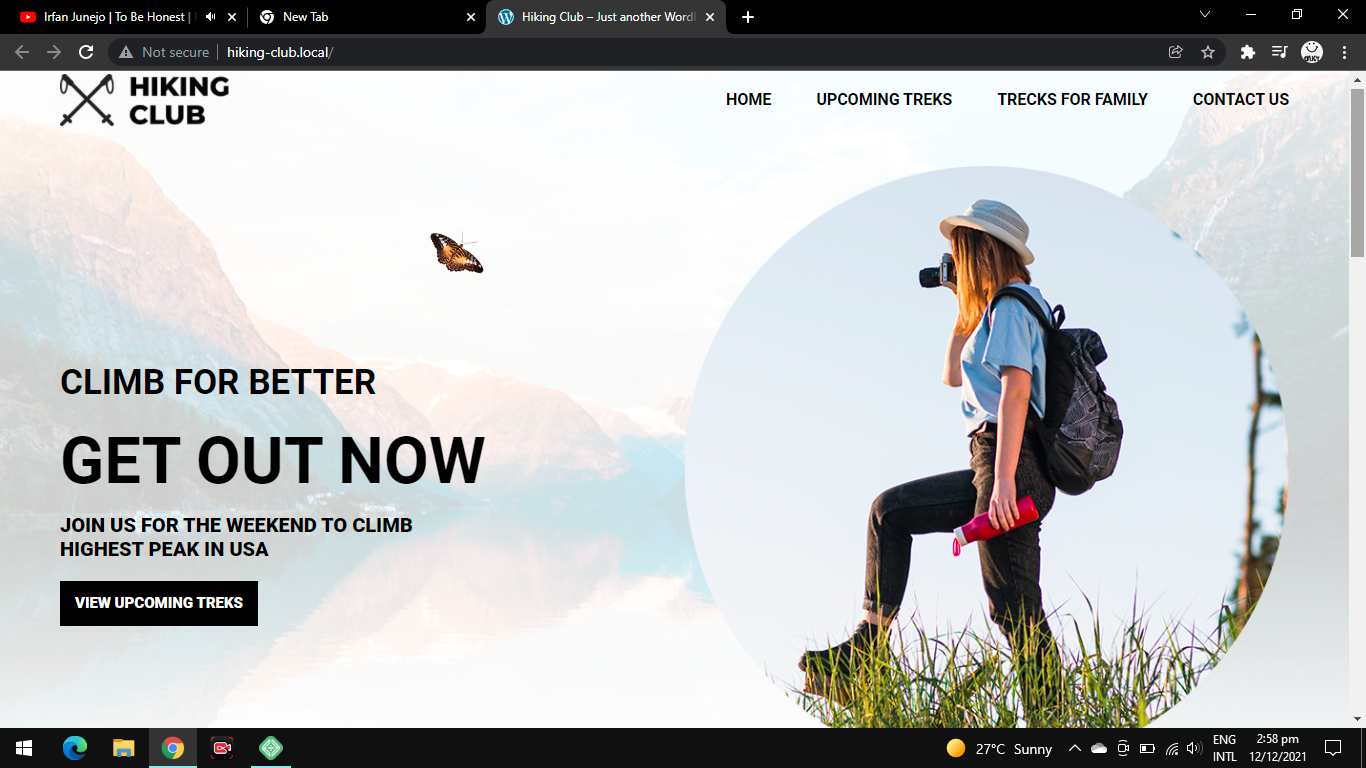 Irfan Junejo | To Be Honest |
New Tab
Hiking Club – Just another Word
Not secure
hiking-club.local/
HIKING
CLUB
HOME
UPCOMING TREKS
TRECKS FOR FAMILY
CONTACT US
CLIMB FOR BETTER
GET OUT NOW
JOIN US FOR THE WEEKEND TO CLIMB
HIGHEST PEAK IN USA
VIEW UPCOMING TREKS
27°C Sunny
ENG
INTL
2:58 pm
12/12/2021